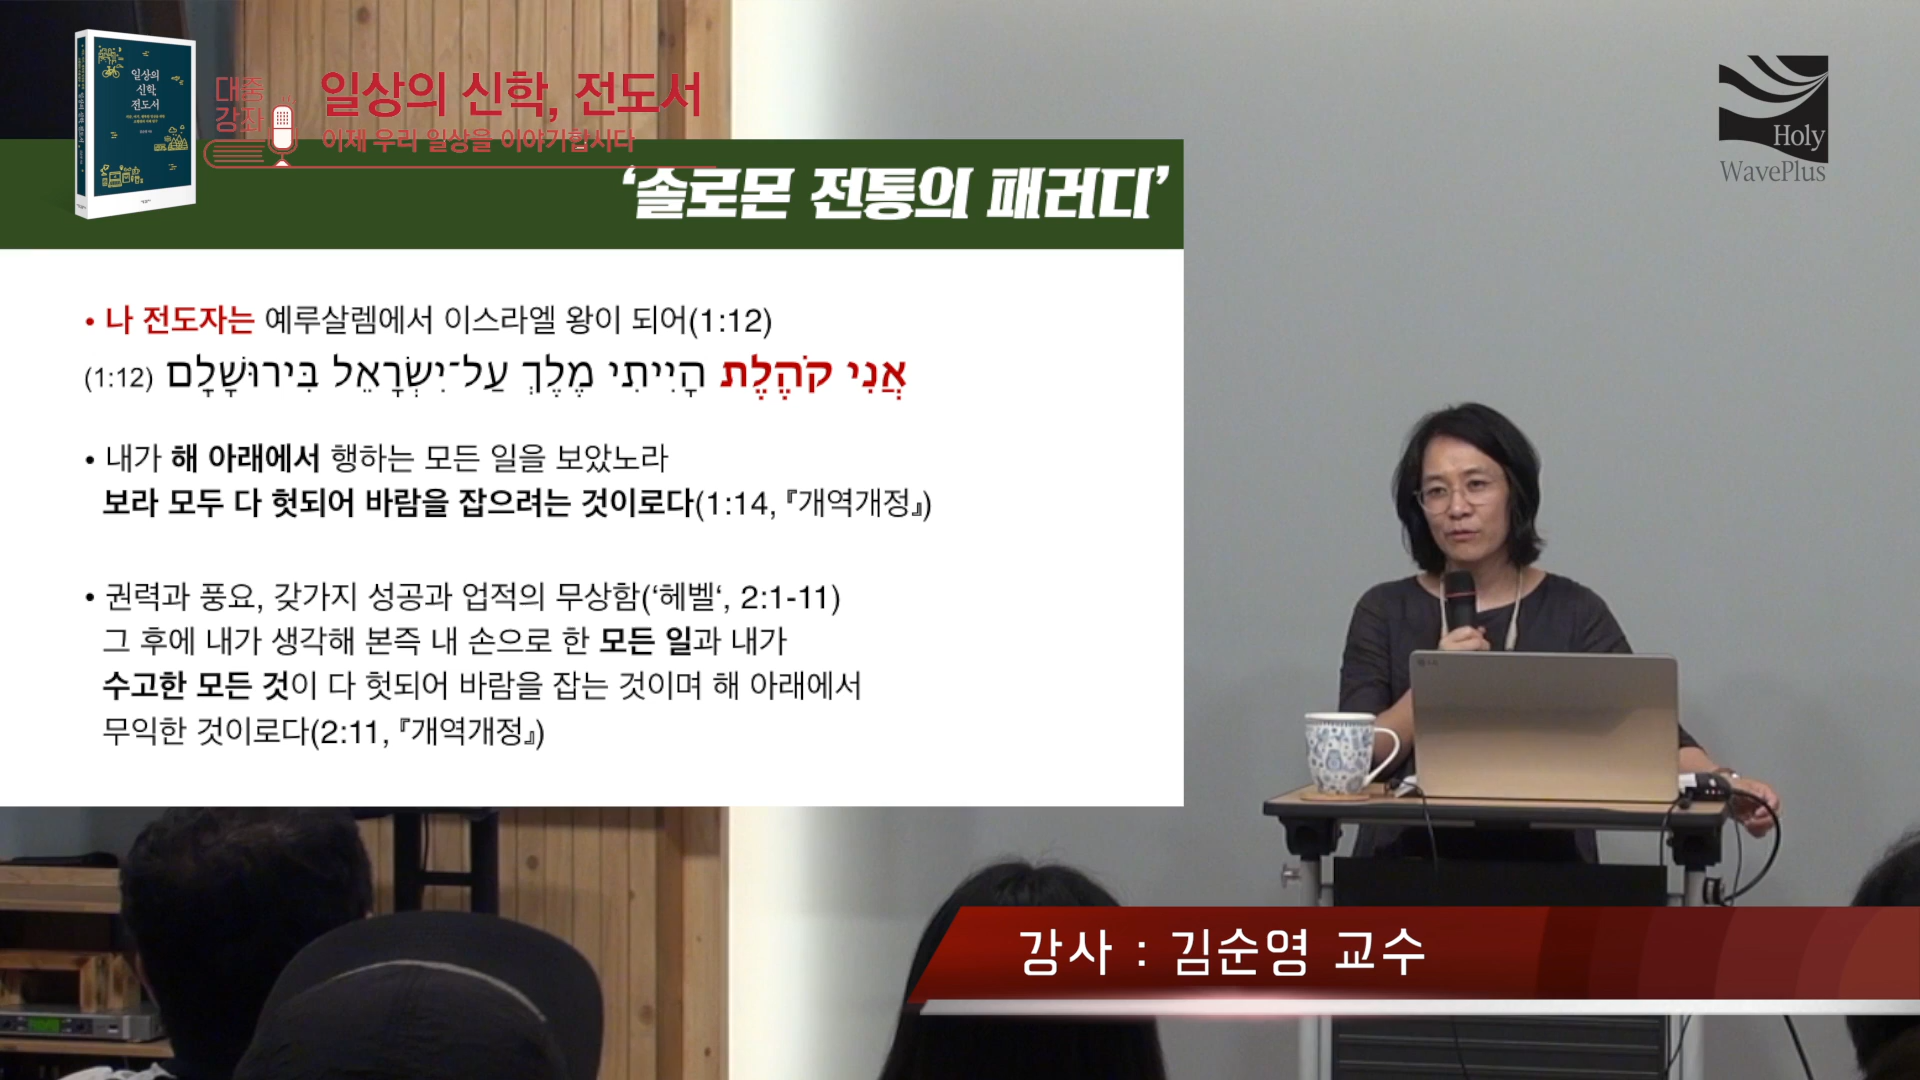 일상의
신학,
전도서
대중
강좌
일상의 신학, 전도서
이제 우리 일상을 이야기합시다
Holy
WavePlus
‘솔로몬 전통의 패러디’
• 나 전도자는 예루살렘에서 이스라엘 왕이 되어(1:12)
אֲנִי קֹהֶלֶת הָיִיתִי מֶלֶךְ עַל־יִשְׂרָאֵל בִּירוּשָׁלָם (1:12)
• 내가 해 아래에서 행하는 모든 일을 보았노라
보라 모두 다 헛되어 바람을 잡으려는 것이로다(1:14, 『개역개정』)
• 권력과 풍요, 갖가지 성공과 업적의 무상함(‘헤벨‘, 2:1-11)
그 후에 내가 생각해 본즉 내 손으로 한 모든 일과 내가
수고한 모든 것이 다 헛되어 바람을 잡는 것이며 해 아래에서
무익한 것이로다(2:11, 『개역개정』)
강사 : 김순영 교수